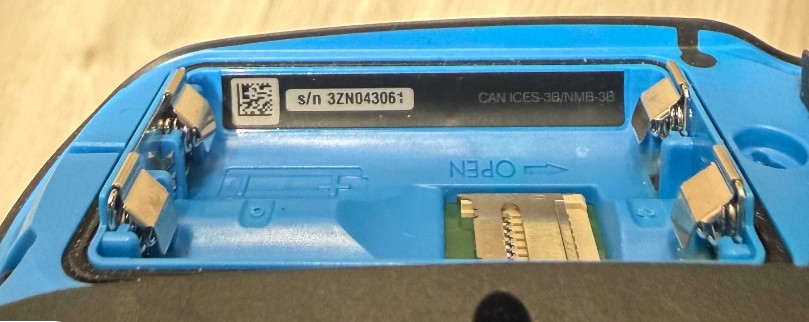 s/n 3ZN043061
CAN ICES-3B/NMB-3B
OPEN